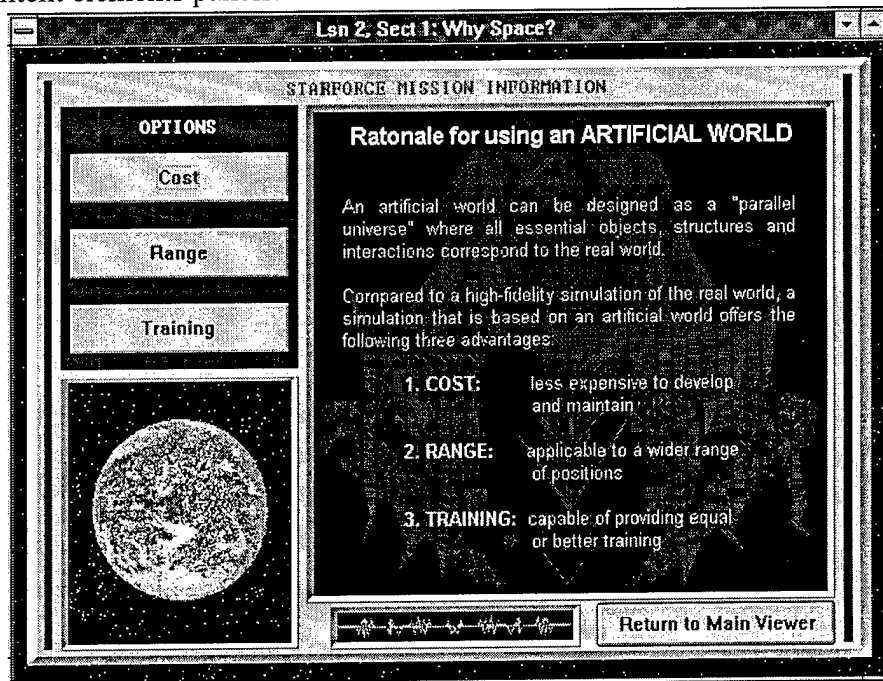 ntent element panel.
Lsn 2, Sect 1: Why Space?
STARFORCE MISSION INFORMATION
OPTIONS
Cost
Range
Training
Ratonale for using an ARTIFICIAL WORLD
An artificial world can be designed as a "parallel
universe" where all essential objects, structures and
interactions correspond to the real world.
Compared to a high-fidelity simulation of the real world, a
simulation that is based on an artificial world offers the
following three advantages:
1. COST: less expensive to develop
and maintain
2. RANGE: applicable to a wider range
of positions
3. TRAINING: capable of providing equal
or better training
Return to Main Viewer